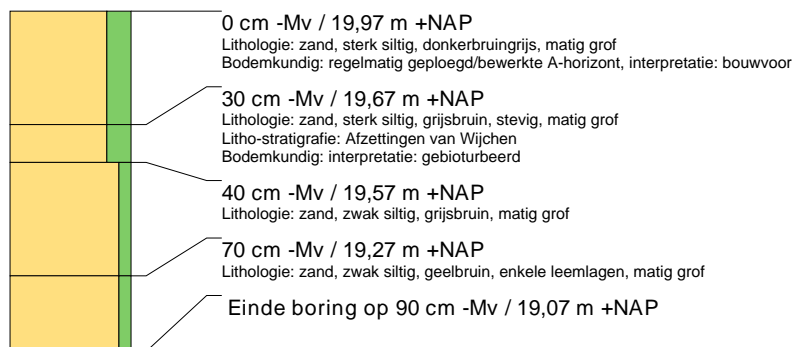 0 cm -Mv / 19,97 m +NAP
Lithologie: zand, sterk siltig, donkerbruingrijs, matig grof
Bodemkundig: regelmatig geploegd/bewerkte A-horizont, interpretatie: bouwvoor
30 cm -Mv / 19,67 m +NAP
Lithologie: zand, sterk siltig, grijsbruin, stevig, matig grof
Litho-stratigrafie: Afzettingen van Wijchen
Bodemkundig: interpretatie: gebioturbeerd
40 cm -Mv / 19,57 m +NAP
Lithologie: zand, zwak siltig, grijsbruin, matig grof
70 cm -Mv / 19,27 m +NAP
Lithologie: zand, zwak siltig, geelbruin, enkele leemlagen, matig grof
Einde boring op 90 cm -Mv / 19,07 m +NAP